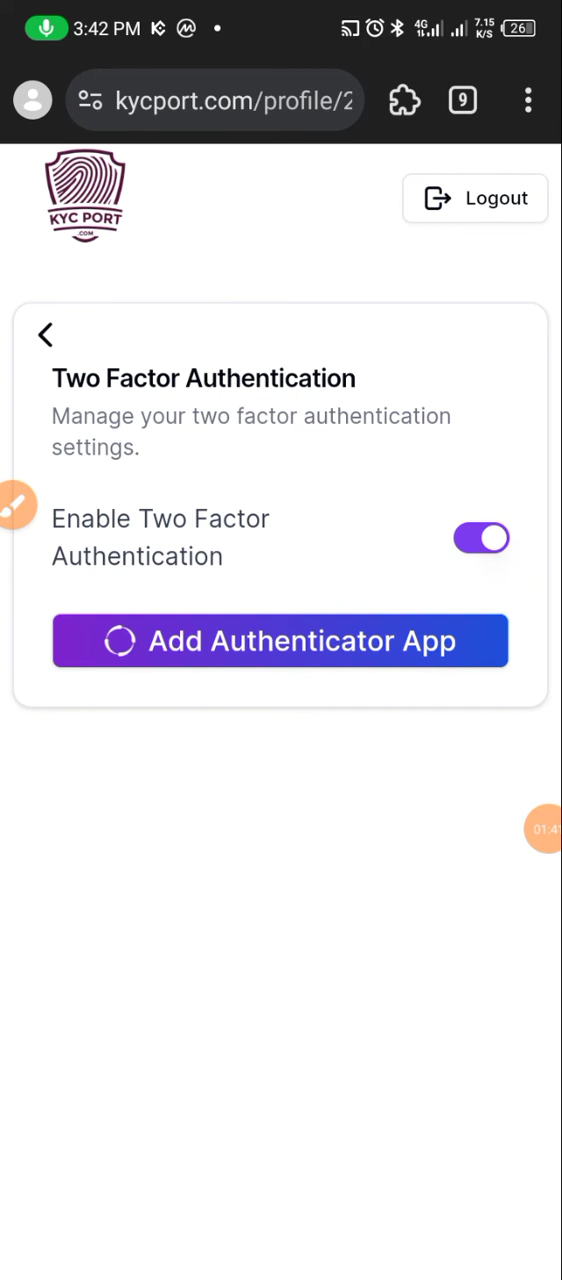 3:42 PM
4G
7.15
K/S
26
kycport.com/profile/2
9
KYC PORT
.COM
Logout
Two Factor Authentication
Manage your two factor authentication
settings.
Enable Two Factor
Authentication
Add Authenticator App